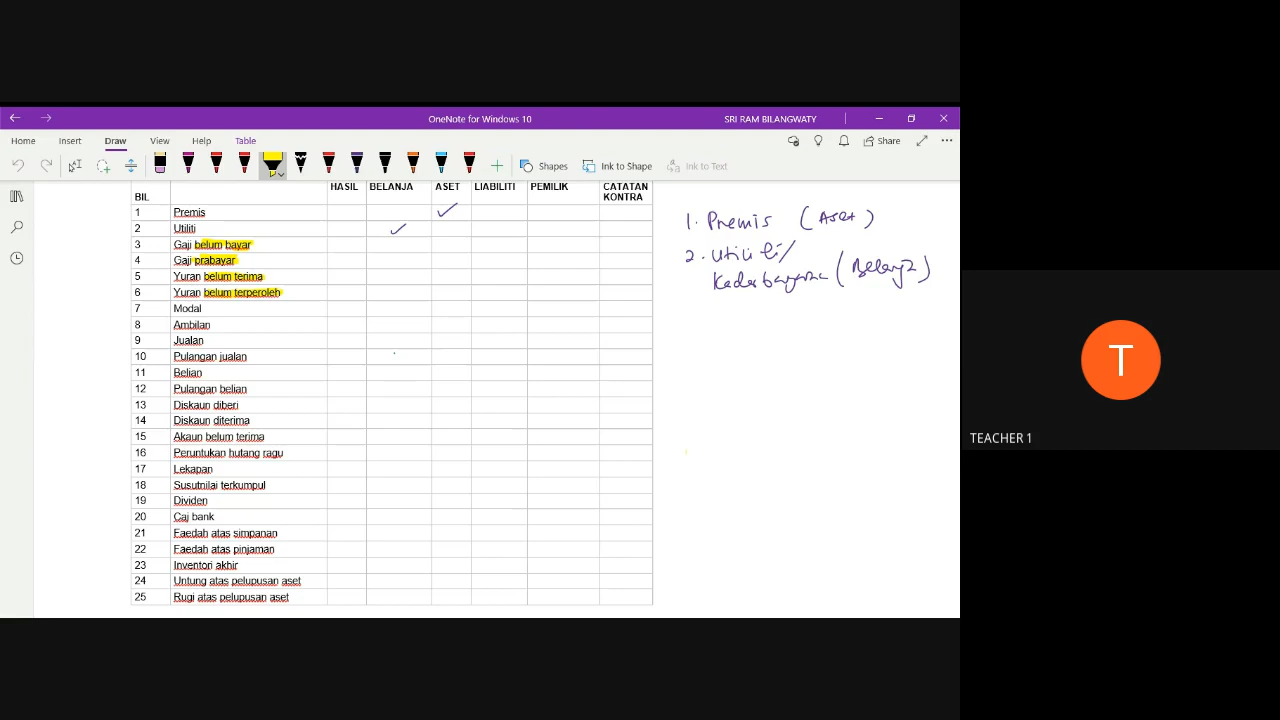 OneNote for Windows 10
SRI RAM BILANGWATY
Home Insert Draw View Help Table
Share
Shapes Ink to Shape Ink to Text
BIL HASIL BELANJA ASET LIABILITI PEMILIK CATATAN KONTRA
1 Premis
2 Utiliti
3 Gaji belum bayar
4 Gaji prabayar
5 Yuran belum terima
6 Yuran belum terperoleh
7 Modal
8 Ambilan
9 Jualan
10 Pulangan jualan
11 Belian
12 Pulangan belian
13 Diskaun diberi
14 Diskaun diterima
15 Akaun belum terima
16 Peruntukan hutang ragu
17 Lekapan
18 Susutnilai terkumpul
19 Dividen
20 Caj bank
21 Faedah atas simpanan
22 Faedah atas pinjaman
23 Inventori akhir
24 Untung atas pelupusan aset
25 Rugi atas pelupusan aset
1. Premis (Aset)
2. Utiliti/
(Belanja)
T
TEACHER 1